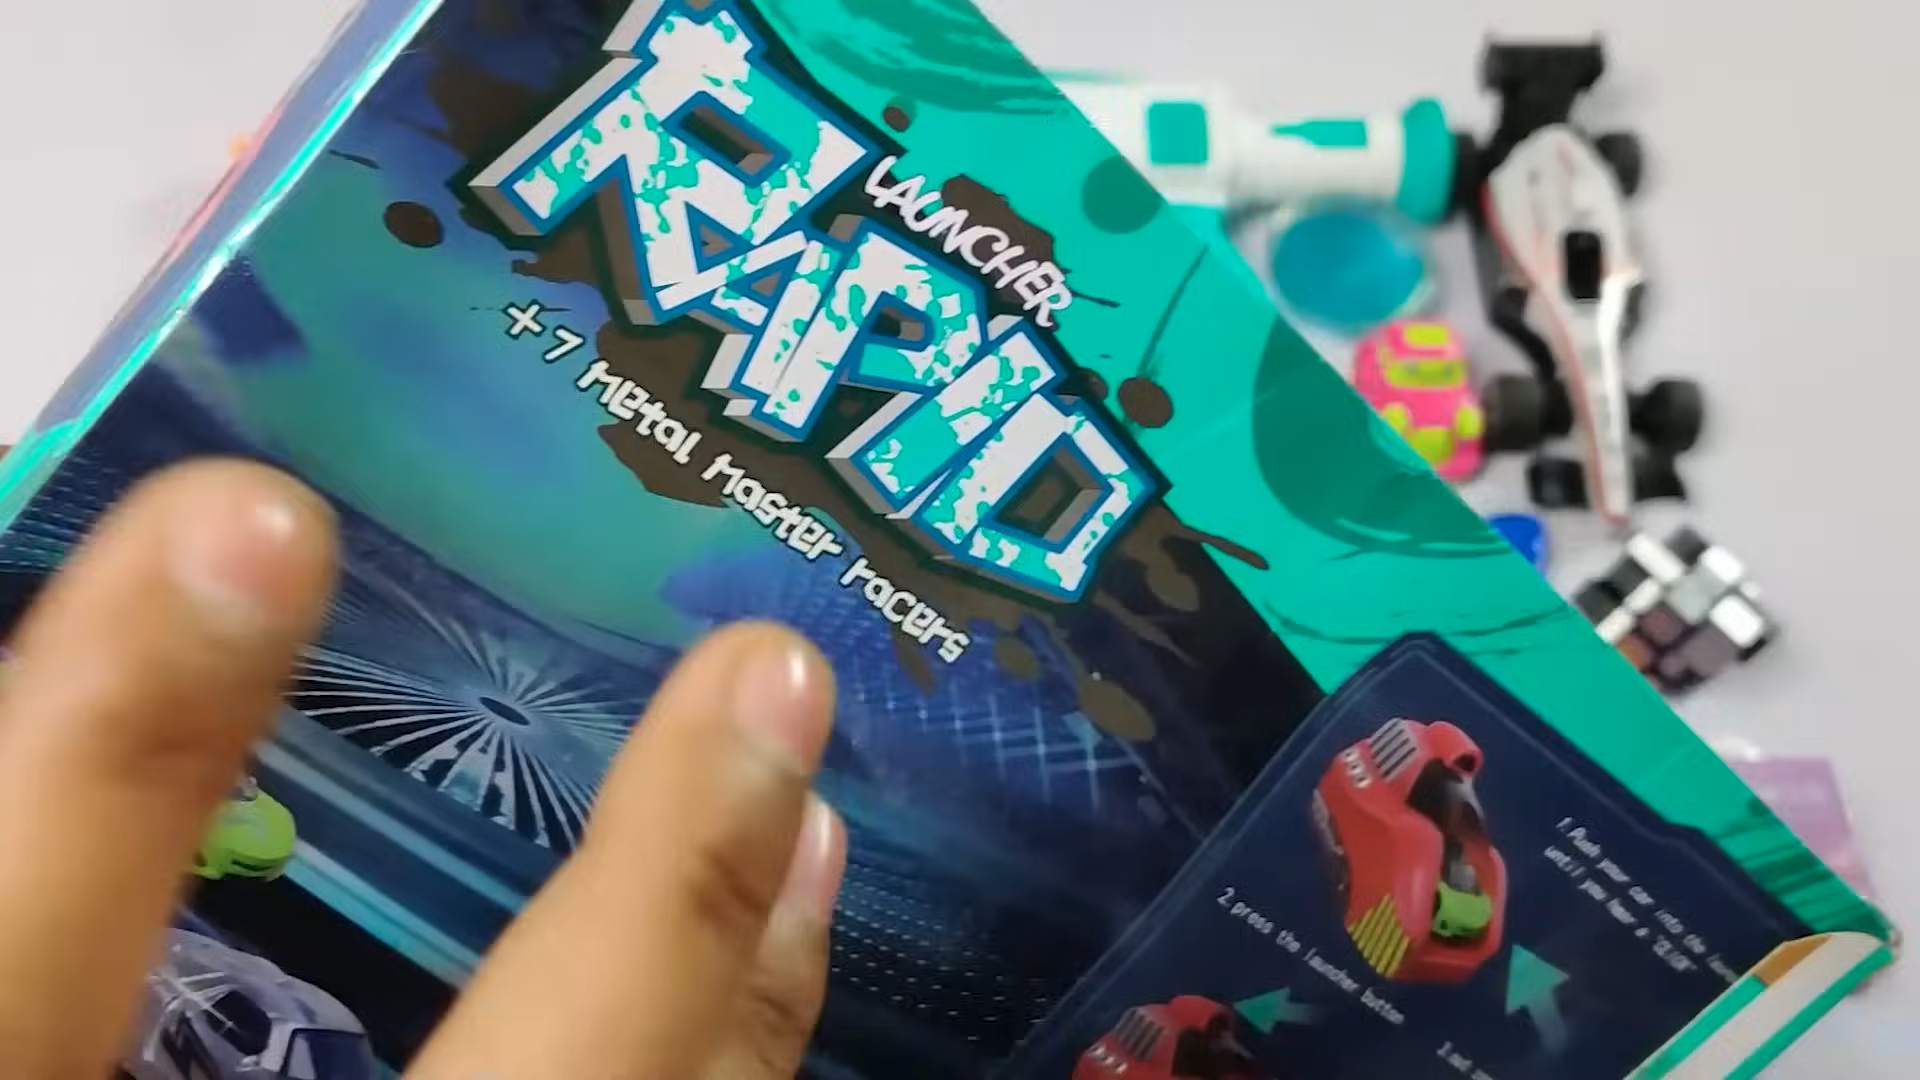 RAPID
LAUNCHER
+7 Metal Master racers
1. Push your car into the
until you hear a "CLICK"
2. press the launcher button